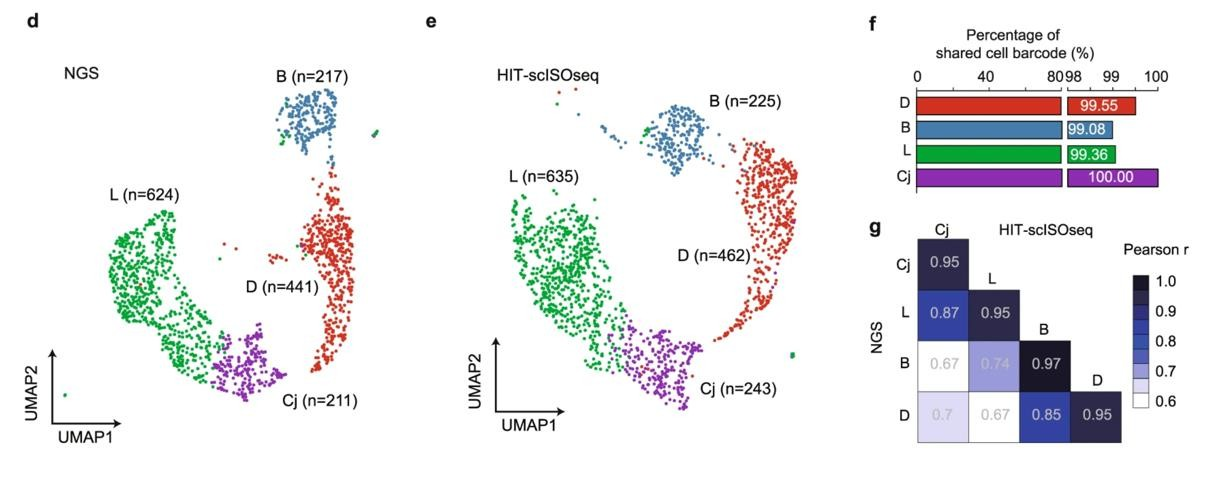 d
NGS
B (n=217)
L (n=624)
D (n=441)
Cj (n=211)
UMAP2
UMAP1
e
HIT-scISOseq
B (n=225)
L (n=635)
D (n=462)
Cj (n=243)
UMAP2
UMAP1
f
Percentage of
shared cell barcode (%)
0 40 80 98 99 100
D 99.55
B 99.08
L 99.36
Cj 100.00
g
HIT-scISOseq
Cj
L
B
D
NGS
Cj 0.95
L 0.87 0.95
B 0.67 0.74 0.97
D 0.7 0.67 0.85 0.95
Pearson r
1.0
0.9
0.8
0.7
0.6